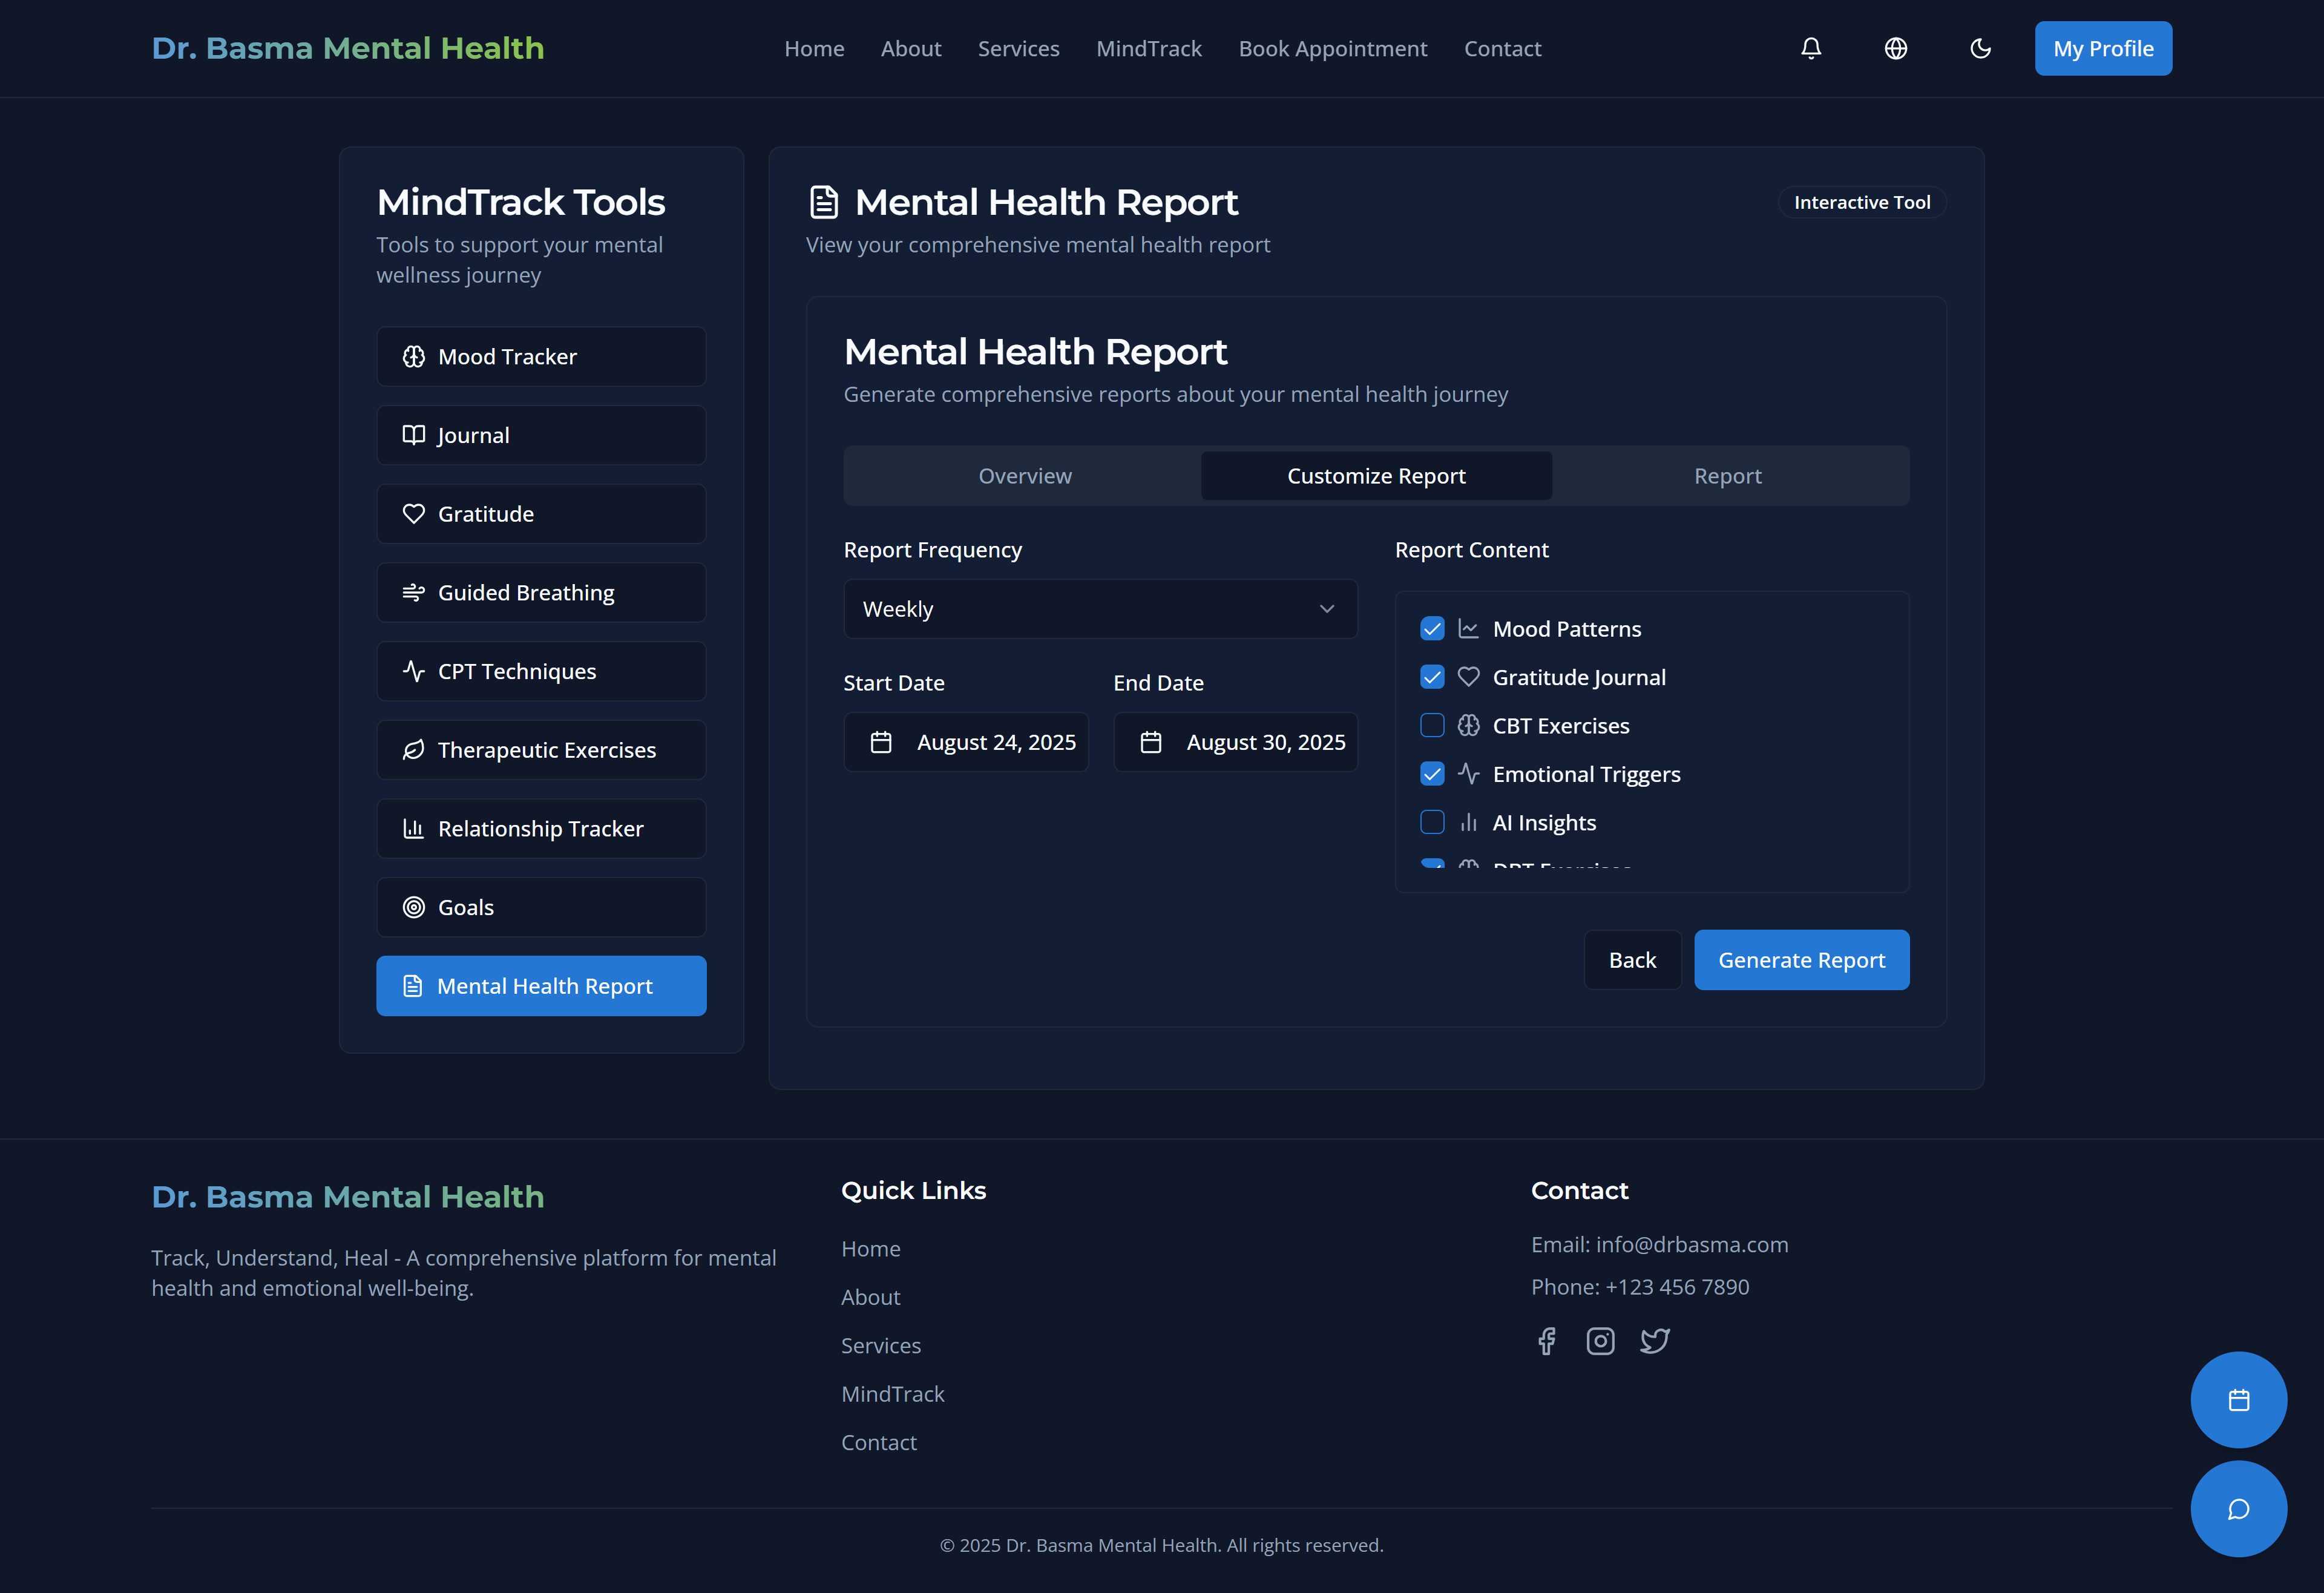 Dr. Basma Mental Health
Home
About
Services
MindTrack
Book Appointment
Contact
My Profile
MindTrack Tools
Tools to support your mental
wellness journey
Mood Tracker
Journal
Gratitude
Guided Breathing
CPT Techniques
Therapeutic Exercises
Relationship Tracker
Goals
Mental Health Report
Mental Health Report
Interactive Tool
View your comprehensive mental health report
Mental Health Report
Generate comprehensive reports about your mental health journey
Overview
Customize Report
Report
Report Frequency
Weekly
Start Date
End Date
August 24, 2025
August 30, 2025
Report Content
Mood Patterns
Gratitude Journal
CBT Exercises
Emotional Triggers
AI Insights
DBT Exercises
Back
Generate Report
Dr. Basma Mental Health
Track, Understand, Heal - A comprehensive platform for mental
health and emotional well-being.
Quick Links
Home
About
Services
MindTrack
Contact
Contact
Email: info@drbasma.com
Phone: +123 456 7890
© 2025 Dr. Basma Mental Health. All rights reserved.